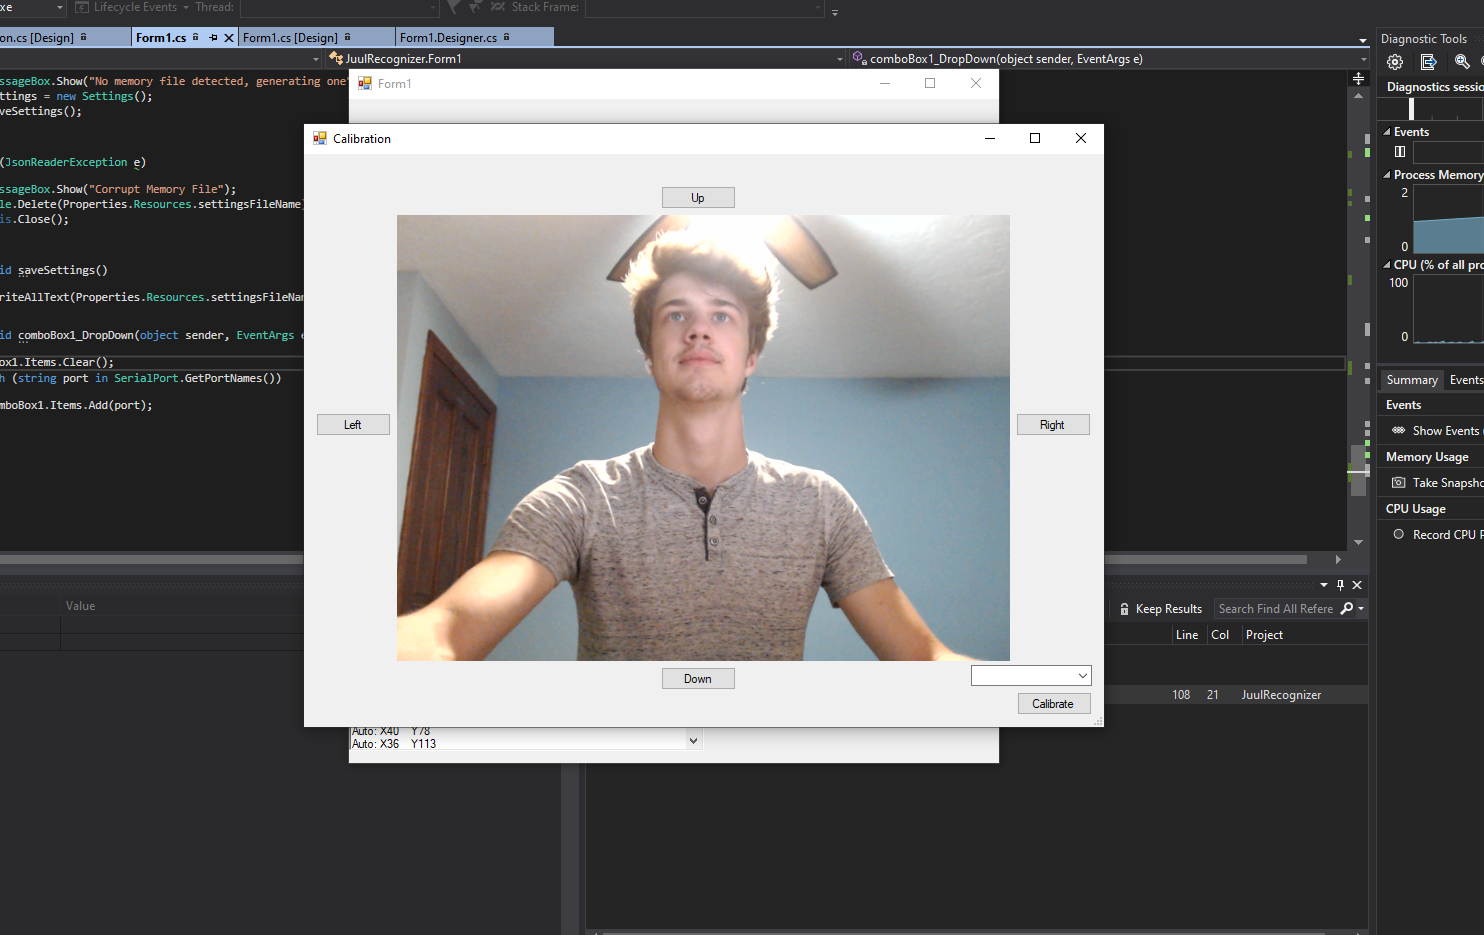 xe Lifecycle Events Thread: Stack Frame:
on.cs [Design] Form1.cs Form1.cs [Design] Form1.Designer.cs
JuulRecognizer.Form1 comboBox1_DropDown(object sender, EventArgs e)
ssageBox.Show("No memory file detected, generating one"
ttings = new Settings();
veSettings();
(JsonReaderException e)
ssageBox.Show("Corrupt Memory File");
le.Delete(Properties.Resources.settingsFileName)
is.Close();
id saveSettings()
riteAllText(Properties.Resources.settingsFileNam
id comboBox1_DropDown(object sender, EventArgs e
ox1.Items.Clear();
h (string port in SerialPort.GetPortNames())
mboBox1.Items.Add(port);
Form1
Calibration
Up
Left
Right
Down
Calibrate
Auto: X40 Y78
Auto: X36 Y113
Diagnostic Tools
Diagnostics sessio
Events
Process Memory
2
0
CPU (% of all pro
100
0
Summary Events
Events
Show Events
Memory Usage
Take Snapsho
CPU Usage
Record CPU P
Value
Keep Results Search Find All Refere
Line Col Project
108 21 JuulRecognizer